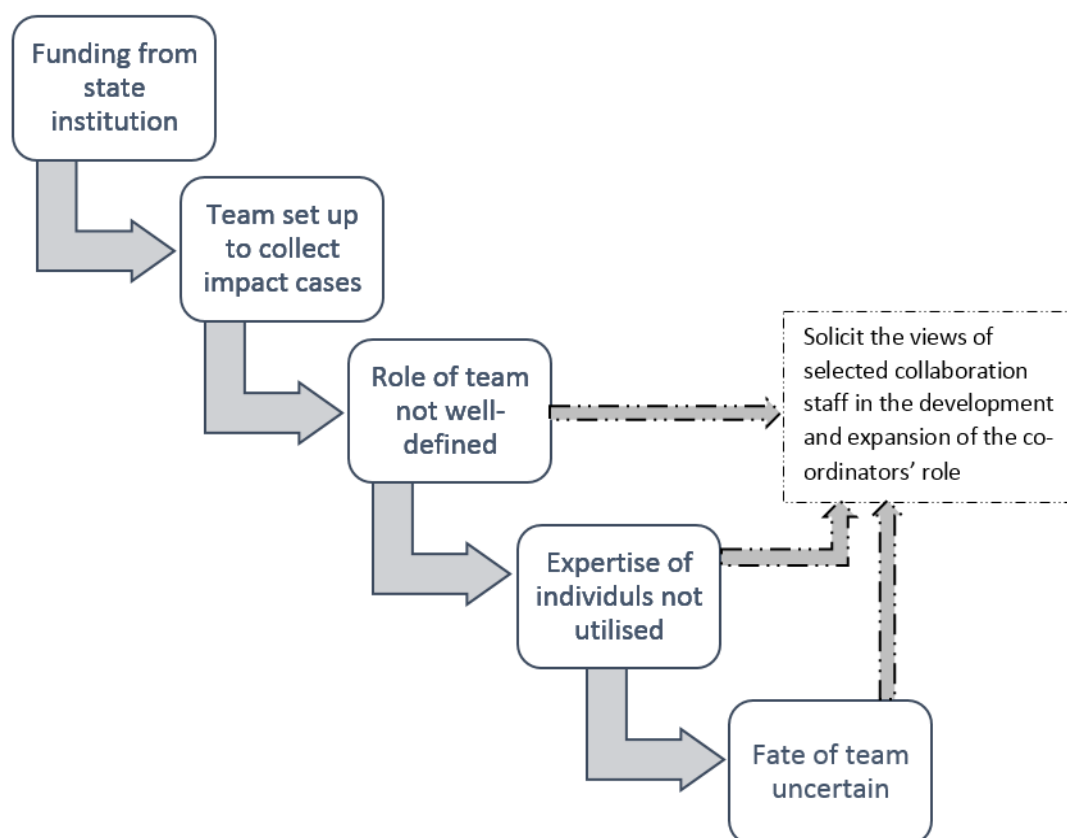 Funding from
state
institution
Team set up
to collect
impact cases
Role of team
not well-
defined
Solicit the views of
selected collaboration
staff in the development
and expansion of the co-
ordinators' role
Expertise of
individuls not
utilised
Fate of team
uncertain